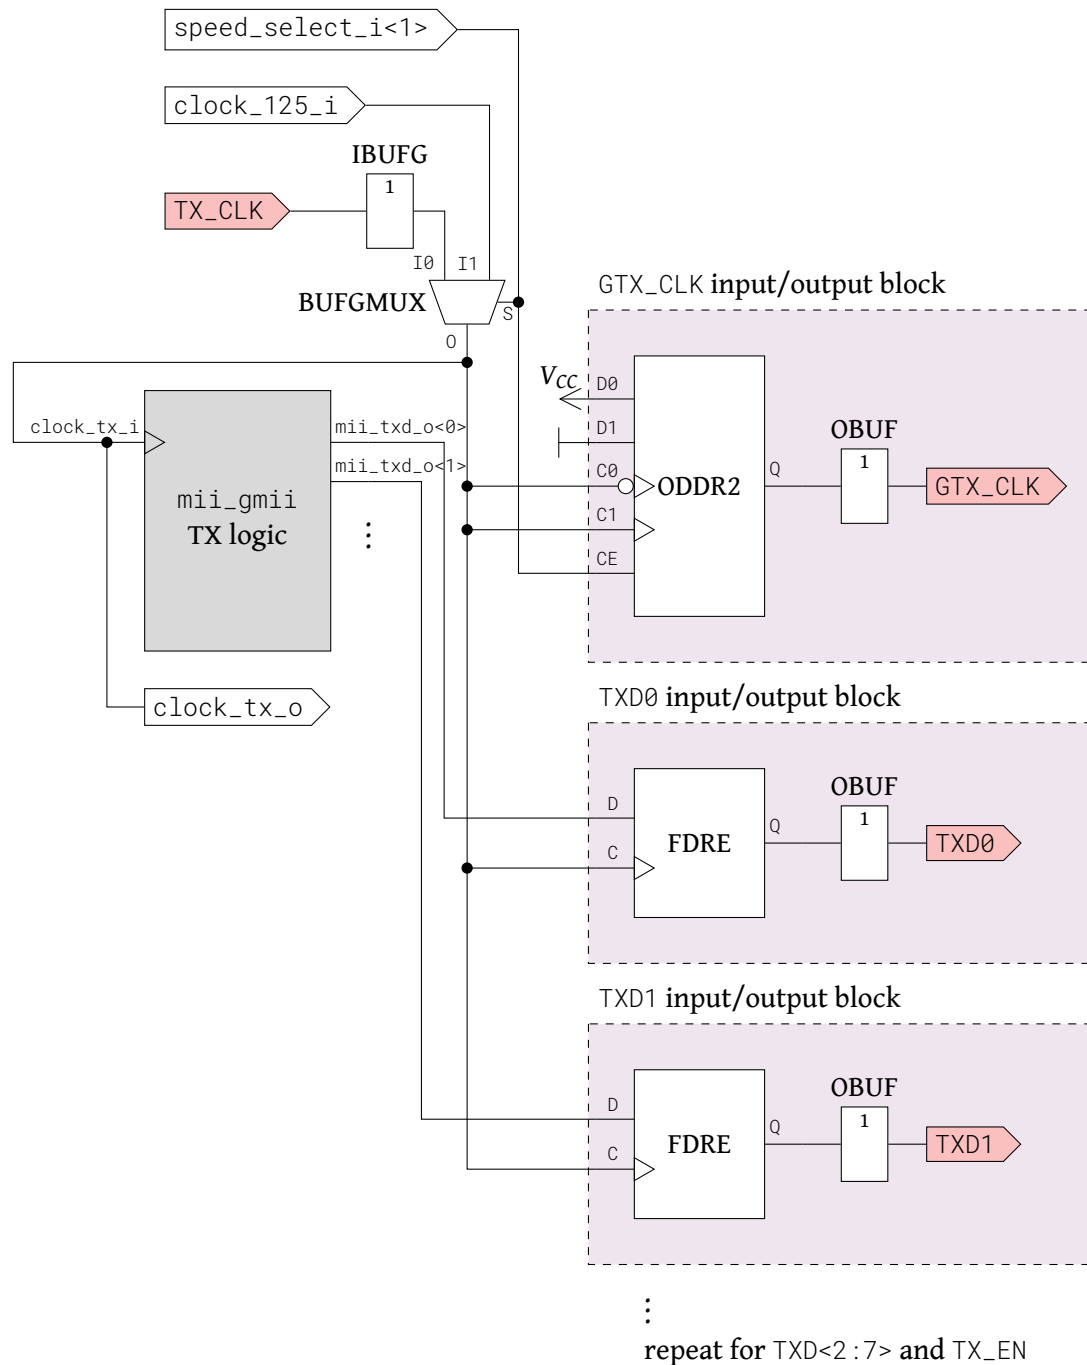 speed_select_i<1>
clock_125_i
IBUFG
1
TX_CLK
I0 I1
BUFGMUX
S
O
GTX_CLK input/output block
VCC
D0
D1
C0
C1
CE
ODDR2
Q
OBUF
1
GTX_CLK
clock_tx_i
mii_txd_o<0>
mii_txd_o<1>
mii_gmii
TX logic
⋮
clock_tx_o
TXD0 input/output block
D
C
FDRE
Q
OBUF
1
TXD0
TXD1 input/output block
D
C
FDRE
Q
OBUF
1
TXD1
⋮
repeat for TXD<2:7> and TX_EN